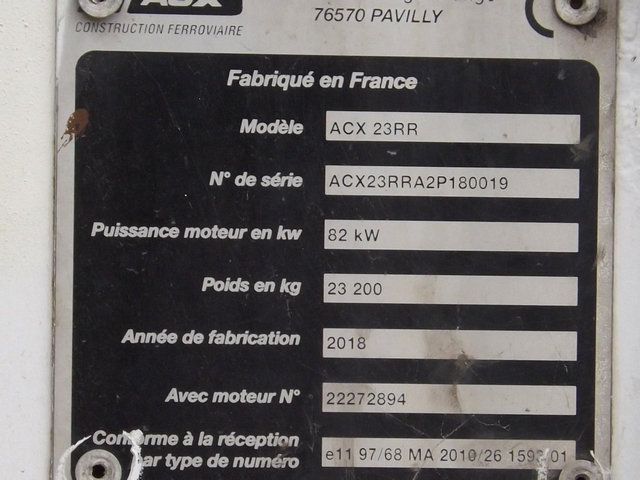 ACX
CONSTRUCTION FERROVIAIRE
76570 PAVILLY
Fabriqué en France
Modèle ACX 23RR
N° de série ACX23RRA2P180019
Puissance moteur en kw 82 kW
Poids en kg 23 200
Année de fabrication 2018
Avec moteur N° 22272894
Conforme à la réception
par type de numéro e11 97/68 MA 2010/26 1592 01